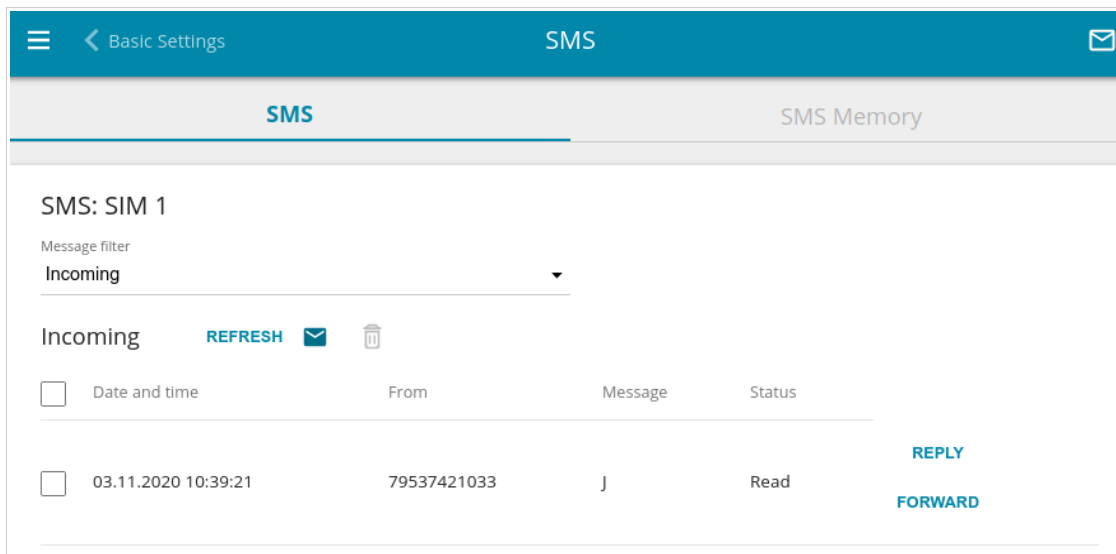 Basic Settings SMS
SMS SMS Memory
SMS: SIM 1
Message filter
Incoming
Incoming REFRESH
Date and time From Message Status
REPLY
03.11.2020 10:39:21 79537421033 J Read
FORWARD